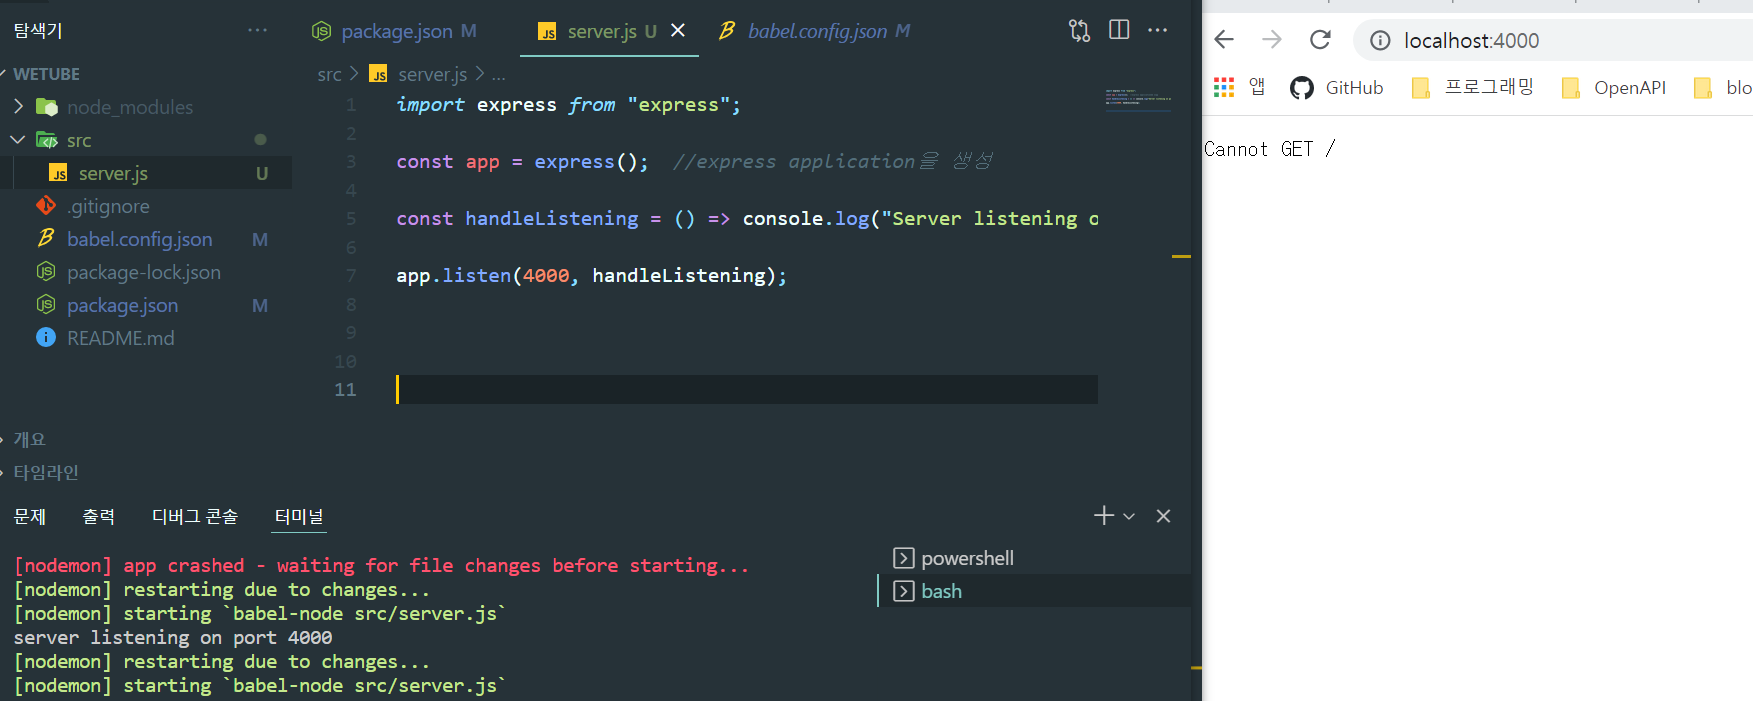 탐색기 ···
WETUBE
node_modules
src
server.js U
.gitignore
babel.config.json M
package-lock.json
package.json M
README.md
개요
타임라인
package.json M
server.js U
babel.config.json M
src > server.js > ...
1 import express from "express";
2
3 const app = express(); //express application을 생성
4
5 const handleListening = () => console.log("Server listening o
6
7 app.listen(4000, handleListening);
8
9
10
11
문제 출력 디버그 콘솔 터미널
[nodemon] app crashed - waiting for file changes before starting...
[nodemon] restarting due to changes...
[nodemon] starting `babel-node src/server.js`
server listening on port 4000
[nodemon] restarting due to changes...
[nodemon] starting `babel-node src/server.js`
powershell
bash
localhost:4000
앱 GitHub 프로그래밍 OpenAPI blo
Cannot GET /